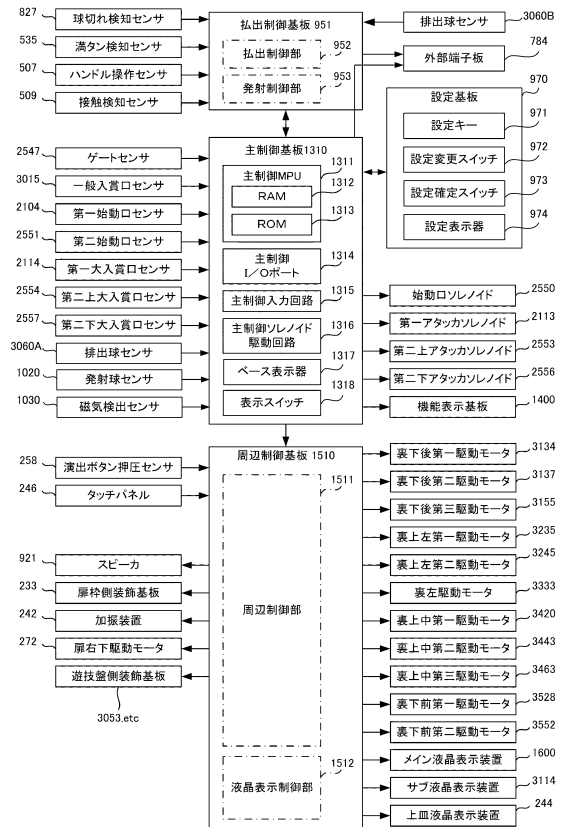 827
球切れ検知センサ
535
満タン検知センサ
507
ハンドル操作センサ
509
接触検知センサ
払出制御基板 951
払出制御部
952
発射制御部
953
排出球センサ
3060B
外部端子板
784
970
設定基板
設定キー
971
設定変更スイッチ
972
設定確定スイッチ
973
設定表示器
974
2547
ゲートセンサ
3015
一般入賞口センサ
2104
第一始動口センサ
2551
第二始動口センサ
2114
第一大入賞口センサ
2554
第二上大入賞口センサ
2557
第二下大入賞口センサ
3060A
排出球センサ
1020
発射球センサ
1030
磁気検出センサ
主制御基板1310
主制御MPU
1311
RAM
1312
ROM
1313
主制御
I/Oポート
1314
主制御入力回路
1315
主制御ソレノイド
駆動回路
1316
ベース表示器
1317
表示スイッチ
1318
始動口ソレノイド
2550
第一アタッカソレノイド
2113
第二上アタッカソレノイド
2553
第二下アタッカソレノイド
2556
機能表示基板
1400
258
演出ボタン押圧センサ
246
タッチパネル
921
スピーカ
233
扉枠側装飾基板
242
加振装置
272
扉右下駆動モータ
遊技盤側装飾基板
3053,etc
周辺制御基板 1510
1511
周辺制御部
1512
液晶表示制御部
裏下後第一駆動モータ
3134
裏下後第二駆動モータ
3137
裏下後第三駆動モータ
3155
裏上左第一駆動モータ
3235
裏上左第二駆動モータ
3245
裏左駆動モータ
3333
裏上中第一駆動モータ
3420
裏上中第二駆動モータ
3443
裏上中第三駆動モータ
3463
裏下前第一駆動モータ
3528
裏下前第二駆動モータ
3552
メイン液晶表示装置
1600
サブ液晶表示装置
3114
上皿液晶表示装置
244